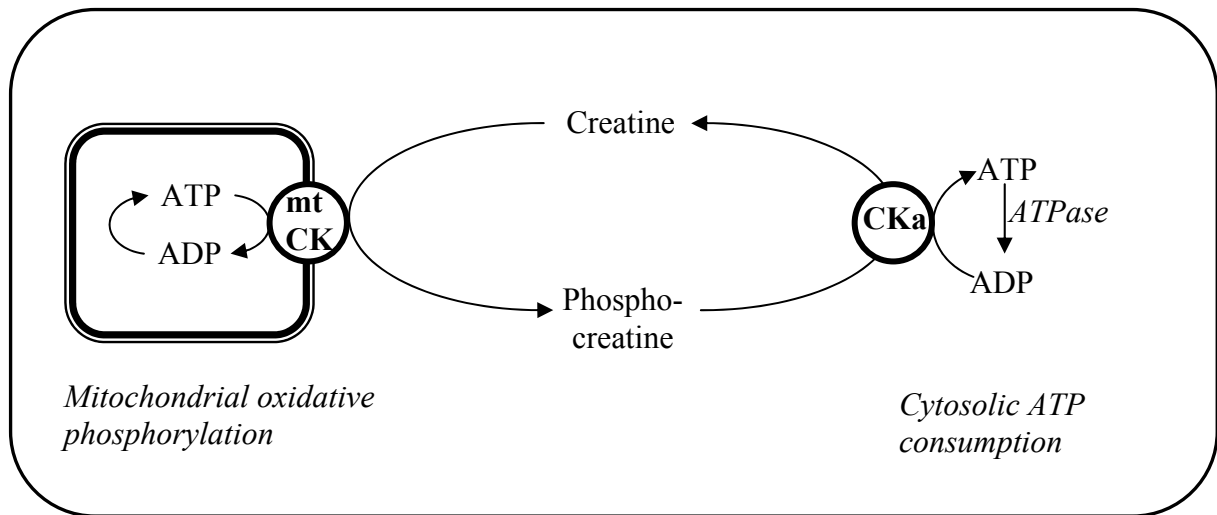 Creatine
ATP
ADP
mt
CK
CKa
ATP
ATPase
ADP
Phospho-
creatine
Mitochondrial oxidative
phosphorylation
Cytosolic ATP
consumption